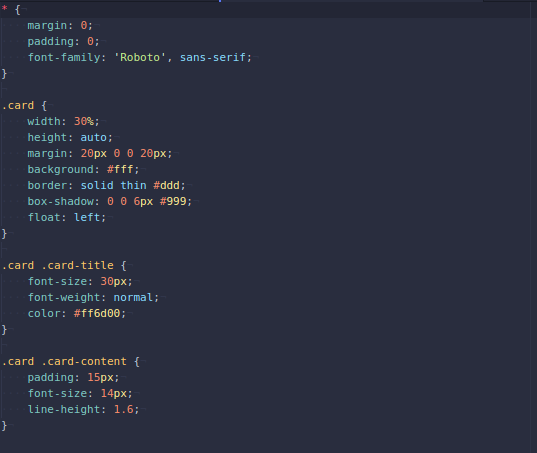 * {
    margin: 0;
    padding: 0;
    font-family: 'Roboto', sans-serif;
}

.card {
    width: 30%;
    height: auto;
    margin: 20px 0 0 20px;
    background: #fff;
    border: solid thin #ddd;
    box-shadow: 0 0 6px #999;
    float: left;
}

.card .card-title {
    font-size: 30px;
    font-weight: normal;
    color: #ff6d00;
}

.card .card-content {
    padding: 15px;
    font-size: 14px;
    line-height: 1.6;
}